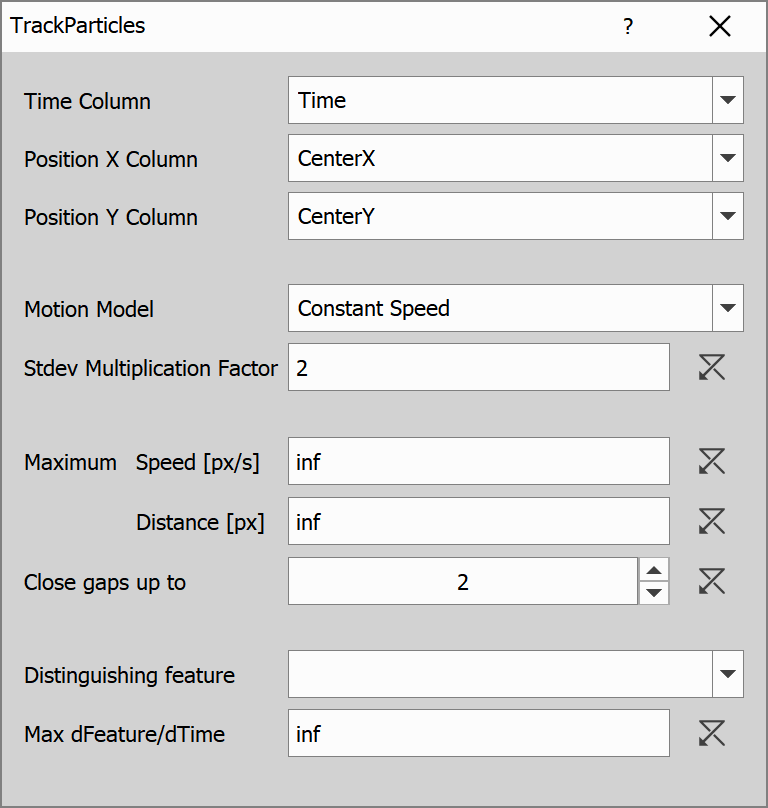 TrackParticles ?
Time Column Time
Position X Column CenterX
Position Y Column CenterY
Motion Model Constant Speed
Stdev Multiplication Factor 2
Maximum Speed [px/s] inf
Distance [px] inf
Close gaps up to 2
Distinguishing feature
Max dFeature/dTime inf